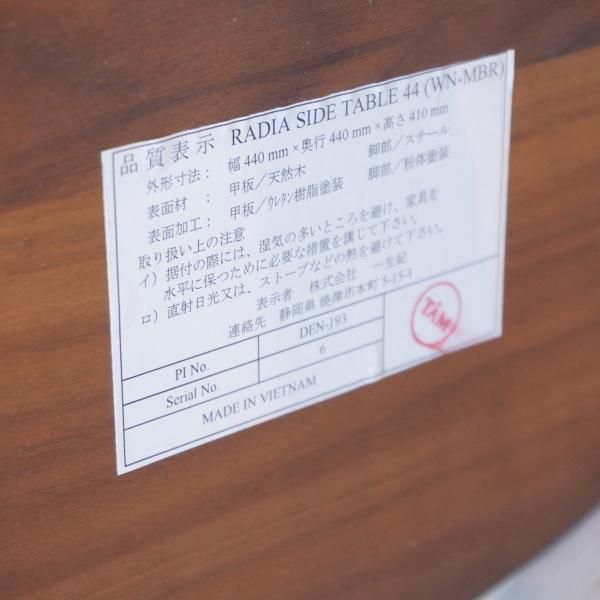 品質表示 RADIA SIDE TABLE 44 (WN-MBR)
外形寸法： 幅 440 mm × 奥行 440 mm × 高さ 410 mm
表面材 ： 甲板／天然木 脚部／スチール
表面加工： 甲板／ｳﾚﾀﾝ樹脂塗装 脚部／粉体塗装
取り扱い上の注意
イ）据付の際には、湿気の多いところを避け、家具を
水平に保つために必要な措置を講じて下さい。
ロ）直射日光又は、ストーブなどの熱を避けて下さい。
表示者 株式会社 一生紀
連絡先 静岡県 焼津市本町 5-15-1
PI No. DEN-J93
Serial No. 6
MADE IN VIETNAM
TAM